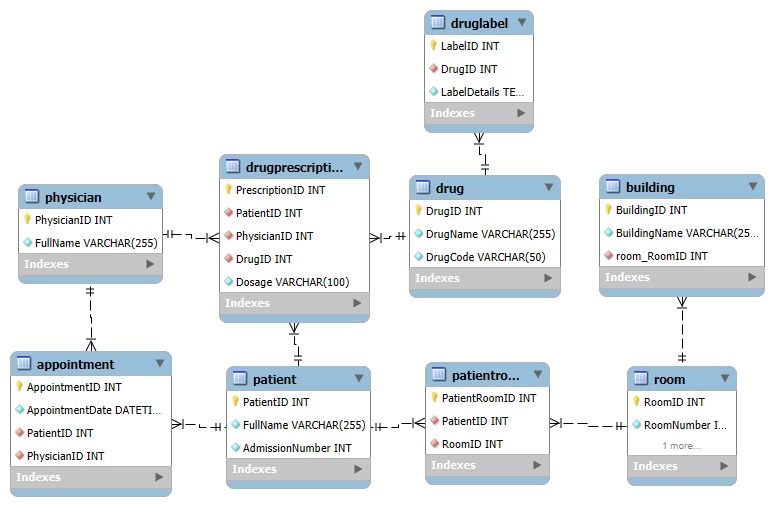 druglabel
LabelID INT
DrugID INT
LabelDetails TE...
Indexes
drugprescripti...
PrescriptionID INT
PatientID INT
PhysicianID INT
DrugID INT
Dosage VARCHAR(100)
Indexes
physician
PhysicianID INT
FullName VARCHAR(255)
Indexes
drug
DrugID INT
DrugName VARCHAR(255)
DrugCode VARCHAR(50)
Indexes
building
BuildingID INT
BuildingName VARCHAR(25...
room_RoomID INT
Indexes
appointment
AppointmentID INT
AppointmentDate DATETI...
PatientID INT
PhysicianID INT
Indexes
patient
PatientID INT
FullName VARCHAR(255)
AdmissionNumber INT
Indexes
patientro...
PatientRoomID INT
PatientID INT
RoomID INT
Indexes
room
RoomID INT
RoomNumber I...
1 more...
Indexes